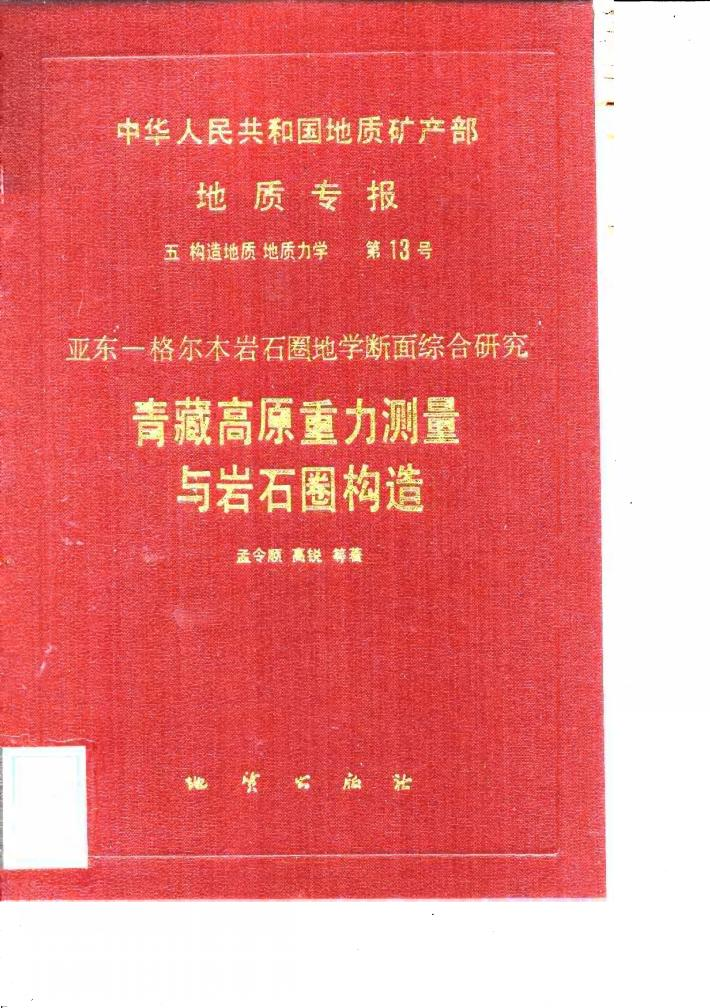 中华人民共和国地质矿产部
地质专报
五 构造地质 地质力学 第13号
亚东—格尔木岩石圈地学断面综合研究
青藏高原重力测量
与岩石圈构造
孟令顺 高锐 等著
地质出版社